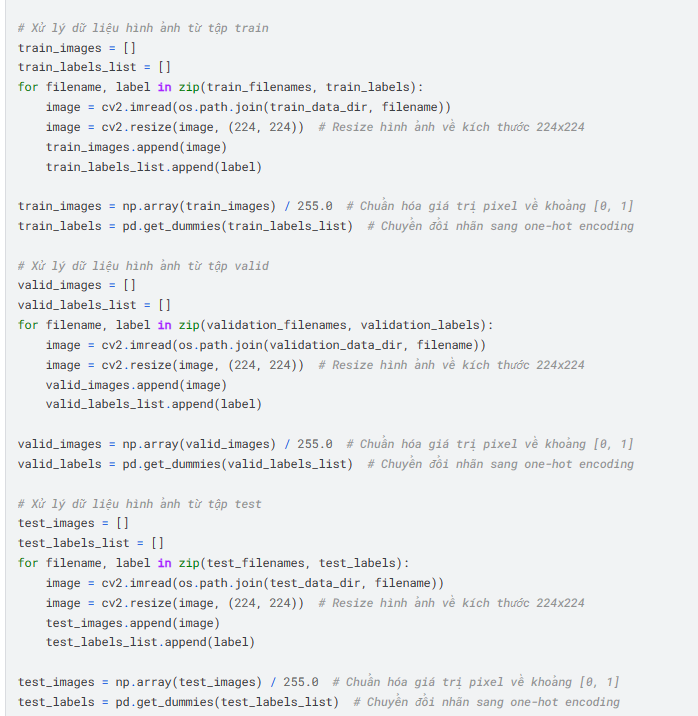 # Xử lý dữ liệu hình ảnh từ tập train
train_images = []
train_labels_list = []
for filename, label in zip(train_filenames, train_labels):
    image = cv2.imread(os.path.join(train_data_dir, filename))
    image = cv2.resize(image, (224, 224))  # Resize hình ảnh về kích thước 224x224
    train_images.append(image)
    train_labels_list.append(label)

train_images = np.array(train_images) / 255.0  # Chuẩn hóa giá trị pixel về khoảng [0, 1]
train_labels = pd.get_dummies(train_labels_list)  # Chuyển đổi nhãn sang one-hot encoding

# Xử lý dữ liệu hình ảnh từ tập valid
valid_images = []
valid_labels_list = []
for filename, label in zip(validation_filenames, validation_labels):
    image = cv2.imread(os.path.join(validation_data_dir, filename))
    image = cv2.resize(image, (224, 224))  # Resize hình ảnh về kích thước 224x224
    valid_images.append(image)
    valid_labels_list.append(label)

valid_images = np.array(valid_images) / 255.0  # Chuẩn hóa giá trị pixel về khoảng [0, 1]
valid_labels = pd.get_dummies(valid_labels_list)  # Chuyển đổi nhãn sang one-hot encoding

# Xử lý dữ liệu hình ảnh từ tập test
test_images = []
test_labels_list = []
for filename, label in zip(test_filenames, test_labels):
    image = cv2.imread(os.path.join(test_data_dir, filename))
    image = cv2.resize(image, (224, 224))  # Resize hình ảnh về kích thước 224x224
    test_images.append(image)
    test_labels_list.append(label)

test_images = np.array(test_images) / 255.0  # Chuẩn hóa giá trị pixel về khoảng [0, 1]
test_labels = pd.get_dummies(test_labels_list)  # Chuyển đổi nhãn sang one-hot encoding